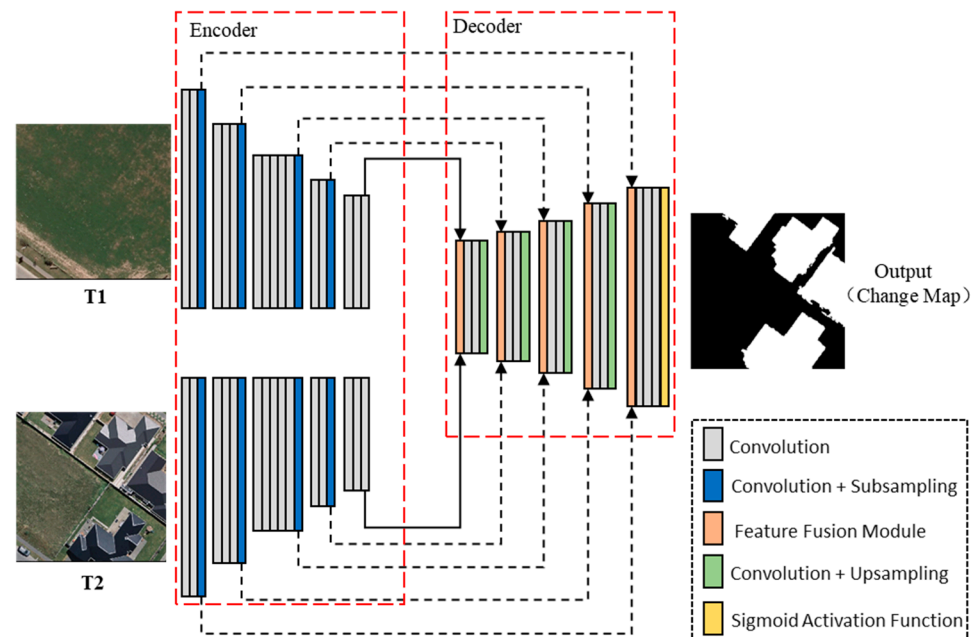 Encoder
Decoder
T1
Output
（Change Map）
T2
Convolution
Convolution + Subsampling
Feature Fusion Module
Convolution + Upsampling
Sigmoid Activation Function